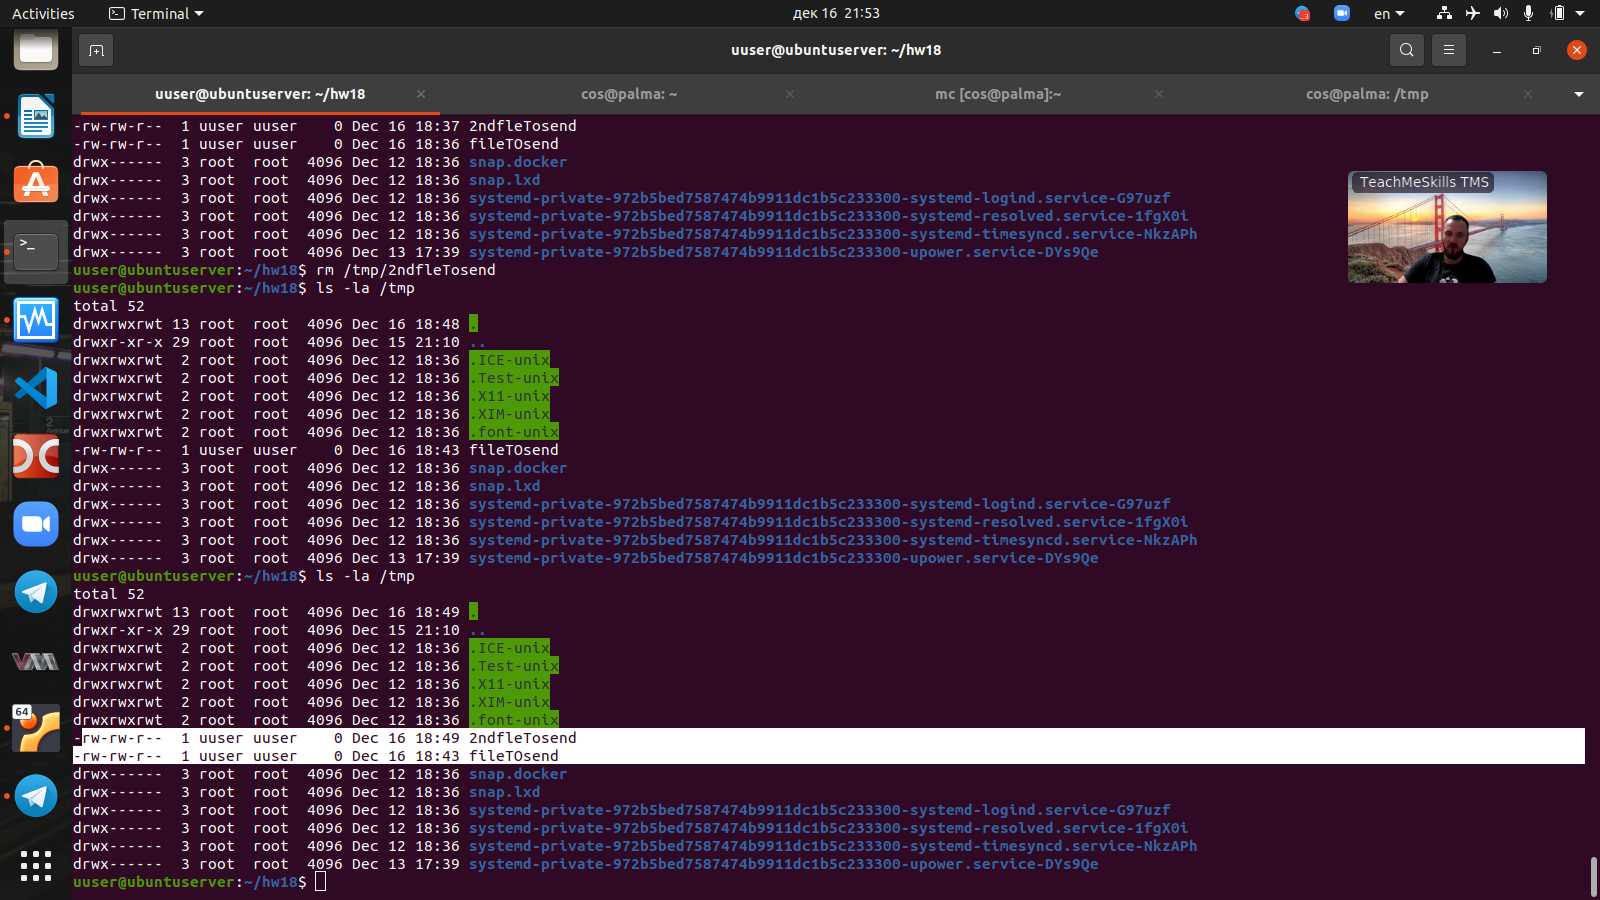 Activities Terminal дек 16 21:53 3 en
uuser@ubuntuserver: ~/hw18
uuser@ubuntuserver: ~/hw18 cos@palma: ~ mc [cos@palma]:~ cos@palma: /tmp
-rw-rw-r-- 1 uuser uuser 0 Dec 16 18:37 2ndfleTosend
-rw-rw-r-- 1 uuser uuser 0 Dec 16 18:36 fileTOsend
drwx------ 3 root root 4096 Dec 12 18:36 snap.docker
drwx------ 3 root root 4096 Dec 12 18:36 snap.lxd
drwx------ 3 root root 4096 Dec 12 18:36 systemd-private-972b5bed7587474b9911dc1b5c233300-systemd-logind.service-G97uzf
drwx------ 3 root root 4096 Dec 12 18:36 systemd-private-972b5bed7587474b9911dc1b5c233300-systemd-resolved.service-1fgX0i
drwx------ 3 root root 4096 Dec 12 18:36 systemd-private-972b5bed7587474b9911dc1b5c233300-systemd-timesyncd.service-NkzAPh
drwx------ 3 root root 4096 Dec 13 17:39 systemd-private-972b5bed7587474b9911dc1b5c233300-upower.service-DYs9Qe
uuser@ubuntuserver:~/hw18$ rm /tmp/2ndfleTosend
uuser@ubuntuserver:~/hw18$ ls -la /tmp
total 52
drwxrwxrwt 13 root root 4096 Dec 16 18:48 .
drwxr-xr-x 29 root root 4096 Dec 15 21:10 ..
drwxrwxrwt 2 root root 4096 Dec 12 18:36 .ICE-unix
drwxrwxrwt 2 root root 4096 Dec 12 18:36 .Test-unix
drwxrwxrwt 2 root root 4096 Dec 12 18:36 .X11-unix
drwxrwxrwt 2 root root 4096 Dec 12 18:36 .XIM-unix
drwxrwxrwt 2 root root 4096 Dec 12 18:36 .font-unix
-rw-rw-r-- 1 uuser uuser 0 Dec 16 18:43 fileTOsend
drwx------ 3 root root 4096 Dec 12 18:36 snap.docker
drwx------ 3 root root 4096 Dec 12 18:36 snap.lxd
drwx------ 3 root root 4096 Dec 12 18:36 systemd-private-972b5bed7587474b9911dc1b5c233300-systemd-logind.service-G97uzf
drwx------ 3 root root 4096 Dec 12 18:36 systemd-private-972b5bed7587474b9911dc1b5c233300-systemd-resolved.service-1fgX0i
drwx------ 3 root root 4096 Dec 12 18:36 systemd-private-972b5bed7587474b9911dc1b5c233300-systemd-timesyncd.service-NkzAPh
drwx------ 3 root root 4096 Dec 13 17:39 systemd-private-972b5bed7587474b9911dc1b5c233300-upower.service-DYs9Qe
uuser@ubuntuserver:~/hw18$ ls -la /tmp
total 52
drwxrwxrwt 13 root root 4096 Dec 16 18:49 .
drwxr-xr-x 29 root root 4096 Dec 15 21:10 ..
drwxrwxrwt 2 root root 4096 Dec 12 18:36 .ICE-unix
drwxrwxrwt 2 root root 4096 Dec 12 18:36 .Test-unix
drwxrwxrwt 2 root root 4096 Dec 12 18:36 .X11-unix
drwxrwxrwt 2 root root 4096 Dec 12 18:36 .XIM-unix
drwxrwxrwt 2 root root 4096 Dec 12 18:36 .font-unix
-rw-rw-r-- 1 uuser uuser 0 Dec 16 18:49 2ndfleTosend
-rw-rw-r-- 1 uuser uuser 0 Dec 16 18:43 fileTOsend
drwx------ 3 root root 4096 Dec 12 18:36 snap.docker
drwx------ 3 root root 4096 Dec 12 18:36 snap.lxd
drwx------ 3 root root 4096 Dec 12 18:36 systemd-private-972b5bed7587474b9911dc1b5c233300-systemd-logind.service-G97uzf
drwx------ 3 root root 4096 Dec 12 18:36 systemd-private-972b5bed7587474b9911dc1b5c233300-systemd-resolved.service-1fgX0i
drwx------ 3 root root 4096 Dec 12 18:36 systemd-private-972b5bed7587474b9911dc1b5c233300-systemd-timesyncd.service-NkzAPh
drwx------ 3 root root 4096 Dec 13 17:39 systemd-private-972b5bed7587474b9911dc1b5c233300-upower.service-DYs9Qe
uuser@ubuntuserver:~/hw18$
TeachMeSkills TMS
64